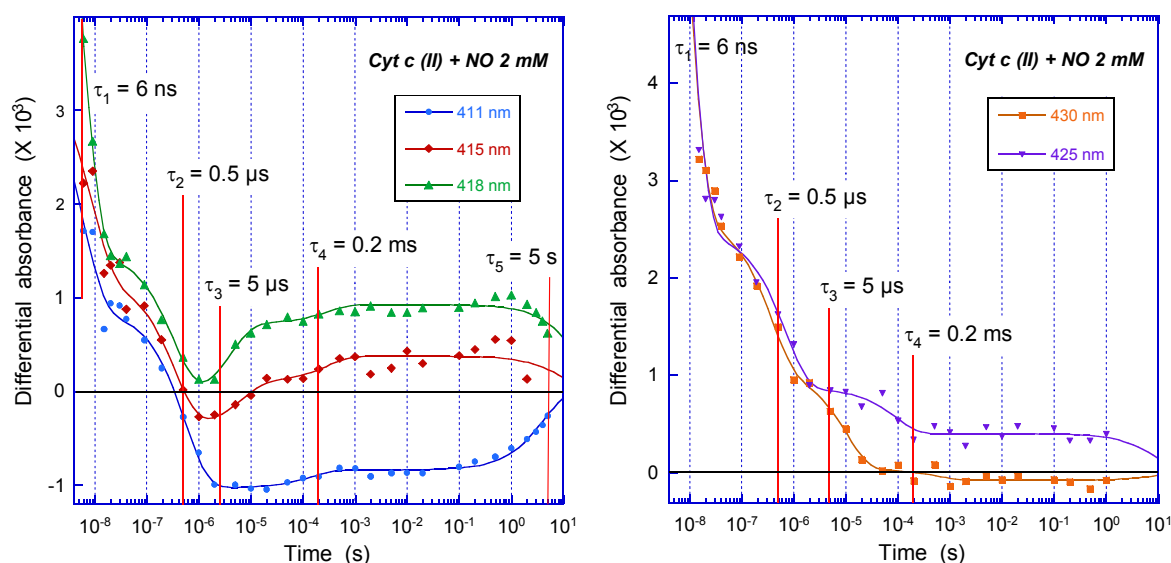 Cyt c (II) + NO 2 mM
τ1 = 6 ns
411 nm
415 nm
418 nm
τ2 = 0.5 µs
τ4 = 0.2 ms
τ3 = 5 µs
τ5 = 5 s
Differential absorbance (X 10³)
3
2
1
0
-1
10⁻⁸ 10⁻⁷ 10⁻⁶ 10⁻⁵ 10⁻⁴ 10⁻³ 10⁻² 10⁻¹ 10⁰ 10¹
Time (s)
τ1 = 6 ns
Cyt c (II) + NO 2 mM
430 nm
425 nm
τ2 = 0.5 µs
τ3 = 5 µs
τ4 = 0.2 ms
Differential absorbance (X 10³)
4
3
2
1
0
10⁻⁸ 10⁻⁷ 10⁻⁶ 10⁻⁵ 10⁻⁴ 10⁻³ 10⁻² 10⁻¹ 10⁰ 10¹
Time (s)